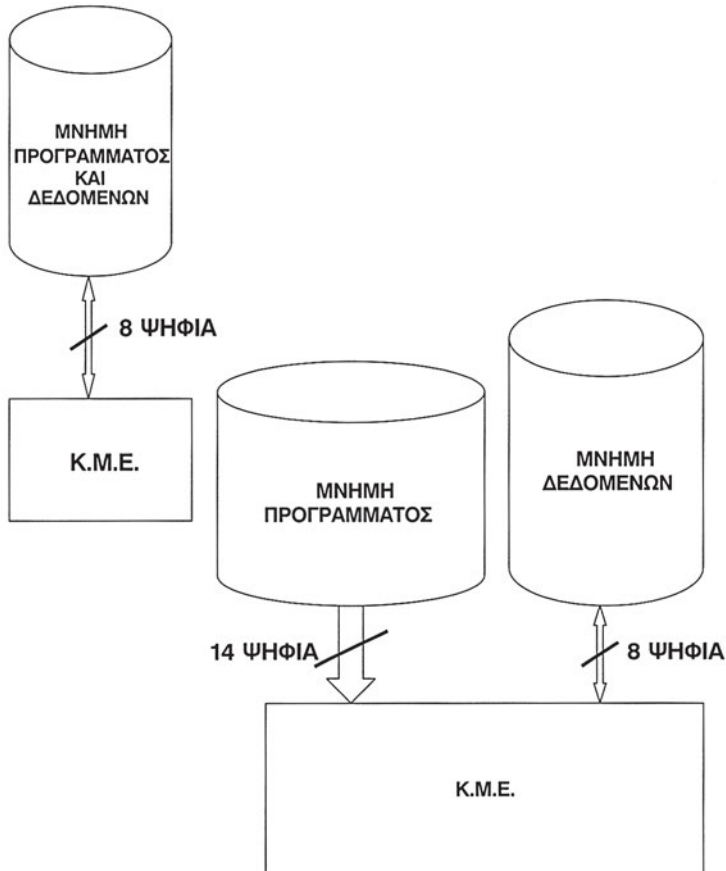 ΜΝΗΜΗ
ΠΡΟΓΡΑΜΜΑΤΟΣ
ΚΑΙ
ΔΕΔΟΜΕΝΩΝ
8 ΨΗΦΙΑ
Κ.Μ.Ε.
ΜΝΗΜΗ
ΠΡΟΓΡΑΜΜΑΤΟΣ
ΜΝΗΜΗ
ΔΕΔΟΜΕΝΩΝ
14 ΨΗΦΙΑ
8 ΨΗΦΙΑ
Κ.Μ.Ε.